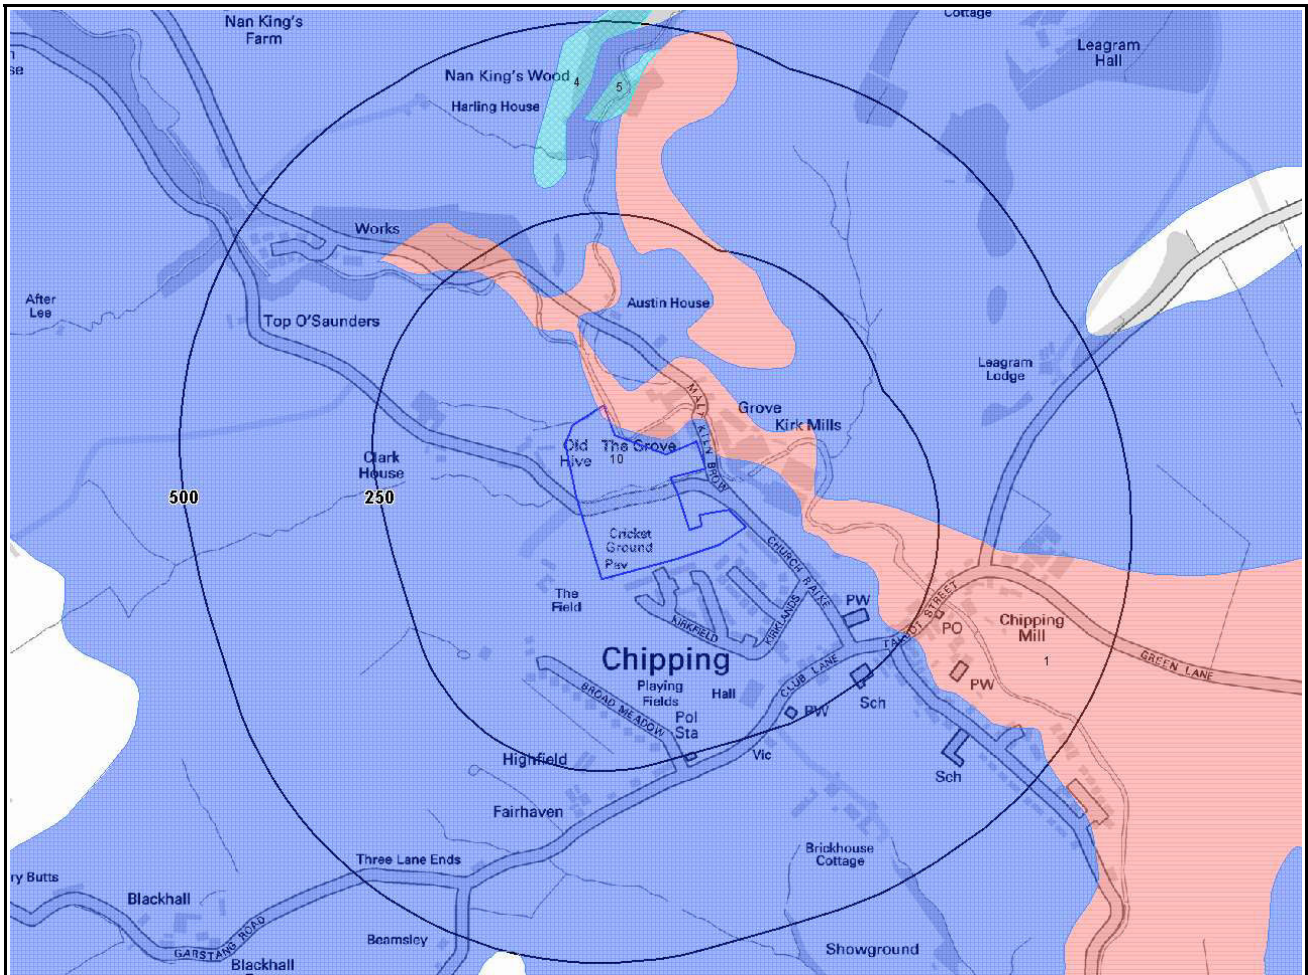 Nan King's
Farm
Cottage
Leagram
Hall
Nan King's Wood
4
5
Harling House
Works
After
Lee
Austin House
Top O'Saunders
Leagram
Lodge
MALT KILN BROW
Grove
Kirk Mills
Old
Hive
The Grove
10
Clark
House
500
250
Cricket
Ground
Pav
CHURCH RAIKE
The
Field
KIRKFIELD
KIRKLANDS
PW
TALBOT STREET
PO
Chipping
Mill
1
GREEN LANE
Chipping
Playing
Fields
Hall
CLUB LANE
PW
Sch
BROAD MEADOW
Pol
Sta
PW
Vic
Sch
Highfield
Fairhaven
Three Lane Ends
Brickhouse
Cottage
ry Butts
Blackhall
GARSTANG ROAD
Beamsley
Showground
Blackhall